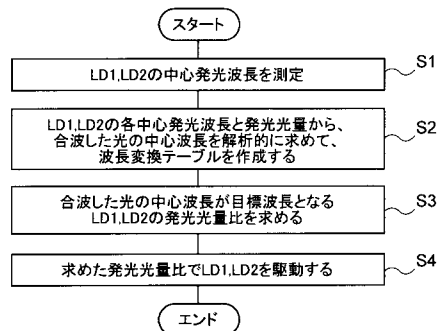 スタート
LD1,LD2の中心発光波長を測定
S1
LD1,LD2の各中心発光波長と発光光量から、
合波した光の中心波長を解析的に求めて、
波長変換テーブルを作成する
S2
合波した光の中心波長が目標波長となる
LD1,LD2の発光光量比を求める
S3
求めた発光光量比でLD1,LD2を駆動する
S4
エンド